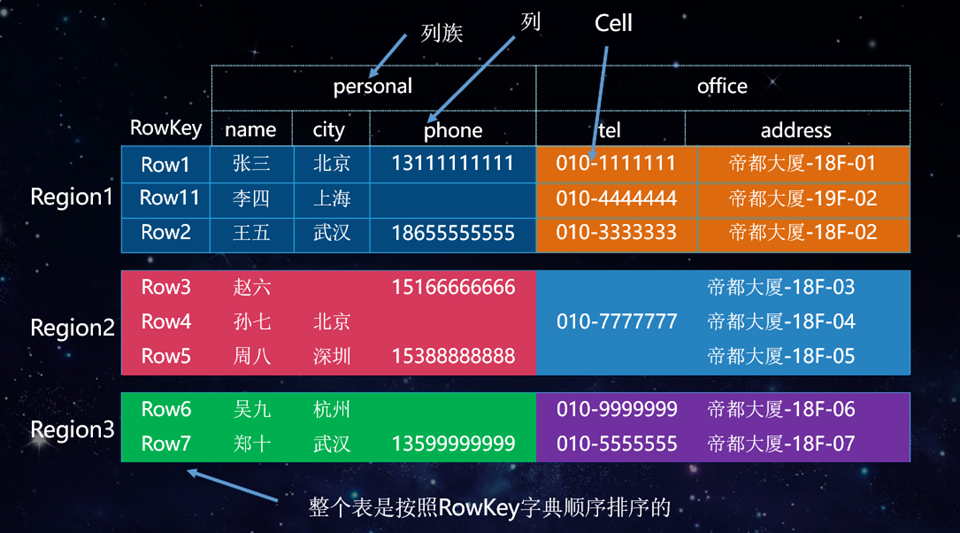 列族 列 Cell
personal office
RowKey name city phone tel address
Region1
Row1 张三 北京 13111111111 010-1111111 帝都大厦-18F-01
Row11 李四 上海 010-4444444 帝都大厦-19F-02
Row2 王五 武汉 18655555555 010-3333333 帝都大厦-18F-02
Region2
Row3 赵六 15166666666 帝都大厦-18F-03
Row4 孙七 北京 010-7777777 帝都大厦-18F-04
Row5 周八 深圳 15388888888 帝都大厦-18F-05
Region3
Row6 吴九 杭州 010-9999999 帝都大厦-18F-06
Row7 郑十 武汉 13599999999 010-5555555 帝都大厦-18F-07
整个表是按照RowKey字典顺序排序的